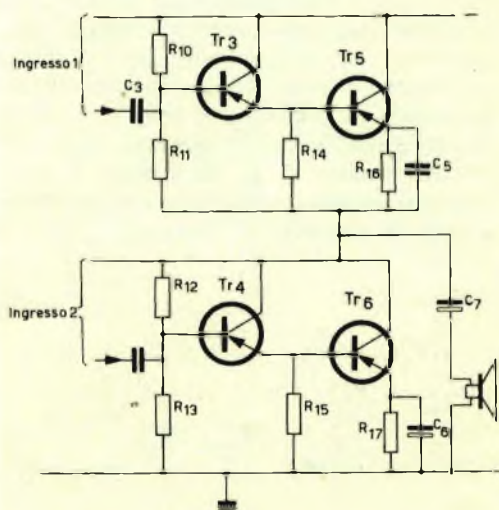 Ingresso 1
R10
Tr3
Tr5
C3
R11
R14
R16
C5
Ingresso 2
R12
Tr4
Tr6
C7
R13
R15
R17
C6